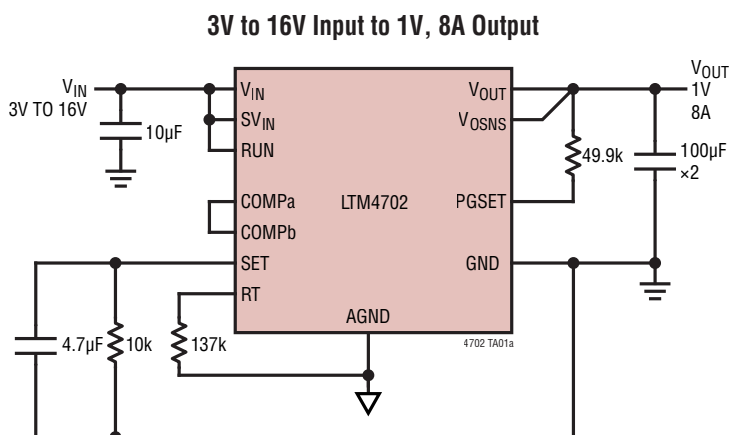 3V to 16V Input to 1V, 8A Output
VIN
3V TO 16V
10µF
VIN
SVIN
RUN
COMPa
COMPb
SET
RT
LTM4702
AGND
VOUT
VOSNS
PGSET
GND
4702 TA01a
49.9k
100µF
×2
VOUT
1V
8A
4.7µF
10k
137k